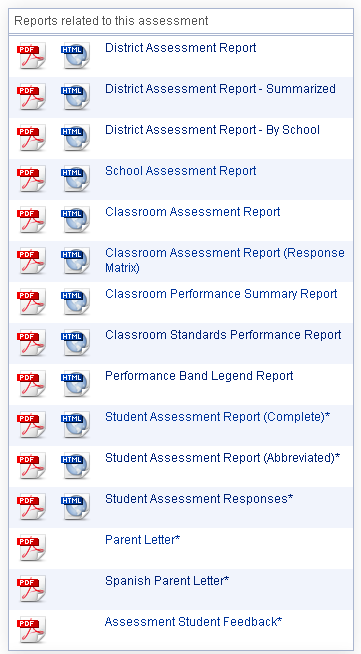 Reports related to this assessment
PDF HTML District Assessment Report
PDF HTML District Assessment Report - Summarized
PDF HTML District Assessment Report - By School
PDF HTML School Assessment Report
PDF HTML Classroom Assessment Report
PDF HTML Classroom Assessment Report (Response
Matrix)
PDF HTML Classroom Performance Summary Report
PDF HTML Classroom Standards Performance Report
PDF HTML Performance Band Legend Report
PDF HTML Student Assessment Report (Complete)*
PDF HTML Student Assessment Report (Abbreviated)*
PDF HTML Student Assessment Responses*
PDF Parent Letter*
PDF Spanish Parent Letter*
PDF Assessment Student Feedback*